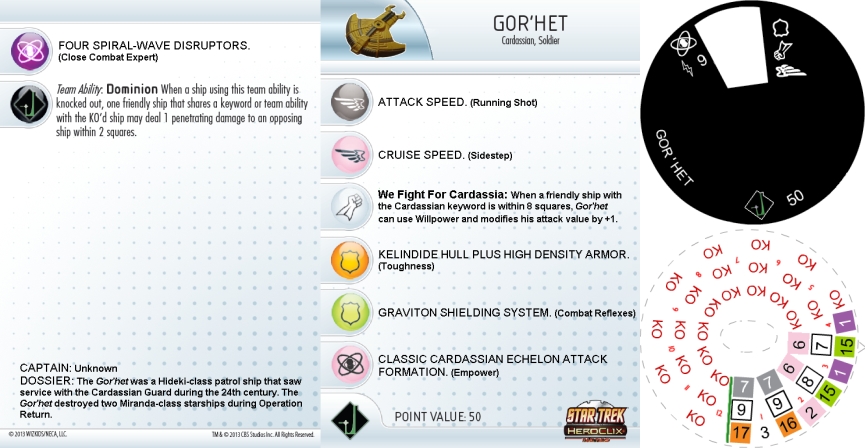 FOUR SPIRAL-WAVE DISRUPTORS.
(Close Combat Expert)
Team Ability: Dominion When a ship using this team ability is
knocked out, one friendly ship that shares a keyword or team ability
with the KO'd ship may deal 1 penetrating damage to an opposing
ship within 2 squares.
CAPTAIN: Unknown
DOSSIER: The Gor'het was a Hideki-class patrol ship that saw
service with the Cardassian Guard during the 24th century. The
Gor'het destroyed two Miranda-class starships during Operation
Return.
© 2013 WIZKIDS/NECA, LLC.
TM & © 2013 CBS Studios Inc. All Rights Reserved.
GOR'HET
Cardassian, Soldier
ATTACK SPEED. (Running Shot)
CRUISE SPEED. (Sidestep)
We Fight For Cardassia: When a friendly ship with
the Cardassian keyword is within 8 squares, Gor'het
can use Willpower and modifies his attack value by +1.
KELINDIDE HULL PLUS HIGH DENSITY ARMOR.
(Toughness)
GRAVITON SHIELDING SYSTEM. (Combat Reflexes)
CLASSIC CARDASSIAN ECHELON ATTACK
FORMATION. (Empower)
POINT VALUE: 50
STAR TREK
HEROCLIX
6
GOR'HET
50
KO KO KO KO KO KO KO KO
KO KO KO KO KO KO KO KO
KO KO KO KO KO KO KO KO
7 9 17
7 9 16
3
6 8 15
2
6 7 15
1
1